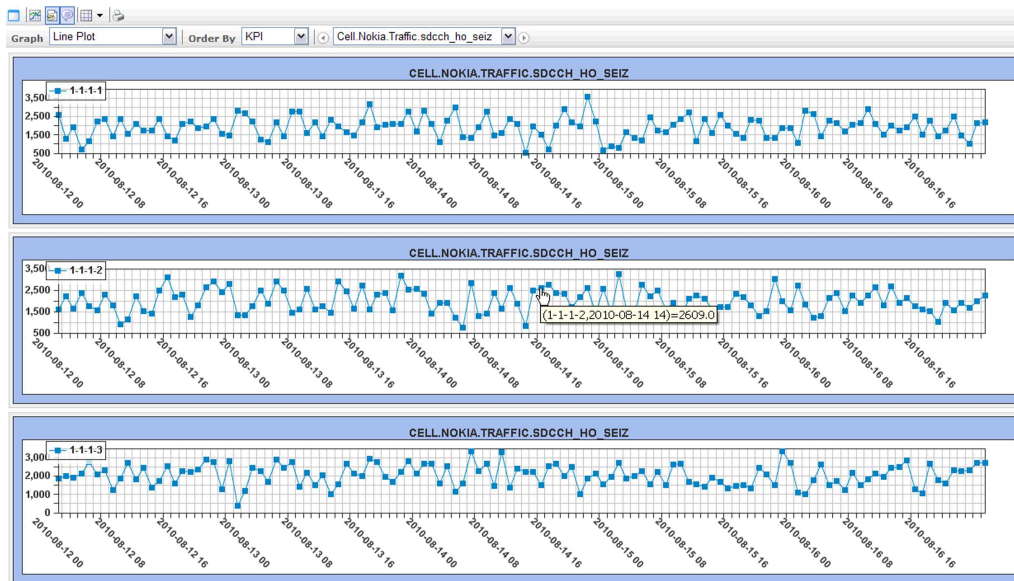 Graph Line Plot Order By KPI Cell.Nokia.Traffic.sdcch_ho_seiz
CELL.NOKIA.TRAFFIC.SDCCH_HO_SEIZ
1-1-1-1
3,500
2,500
1,500
500
2010-08-12 00 2010-08-12 08 2010-08-12 16 2010-08-13 00 2010-08-13 08 2010-08-13 16 2010-08-14 00 2010-08-14 08 2010-08-14 16 2010-08-15 00 2010-08-15 08 2010-08-15 16 2010-08-16 00 2010-08-16 08 2010-08-16 16
CELL.NOKIA.TRAFFIC.SDCCH_HO_SEIZ
1-1-1-2
3,500
2,500
1,500
500
(1-1-1-2,2010-08-14 14)=2609.0
2010-08-12 00 2010-08-12 08 2010-08-12 16 2010-08-13 00 2010-08-13 08 2010-08-13 16 2010-08-14 00 2010-08-14 08 2010-08-14 16 2010-08-15 00 2010-08-15 08 2010-08-15 16 2010-08-16 00 2010-08-16 08 2010-08-16 16
CELL.NOKIA.TRAFFIC.SDCCH_HO_SEIZ
1-1-1-3
3,000
2,000
1,000
0
2010-08-12 00 2010-08-12 08 2010-08-12 16 2010-08-13 00 2010-08-13 08 2010-08-13 16 2010-08-14 00 2010-08-14 08 2010-08-14 16 2010-08-15 00 2010-08-15 08 2010-08-15 16 2010-08-16 00 2010-08-16 08 2010-08-16 16